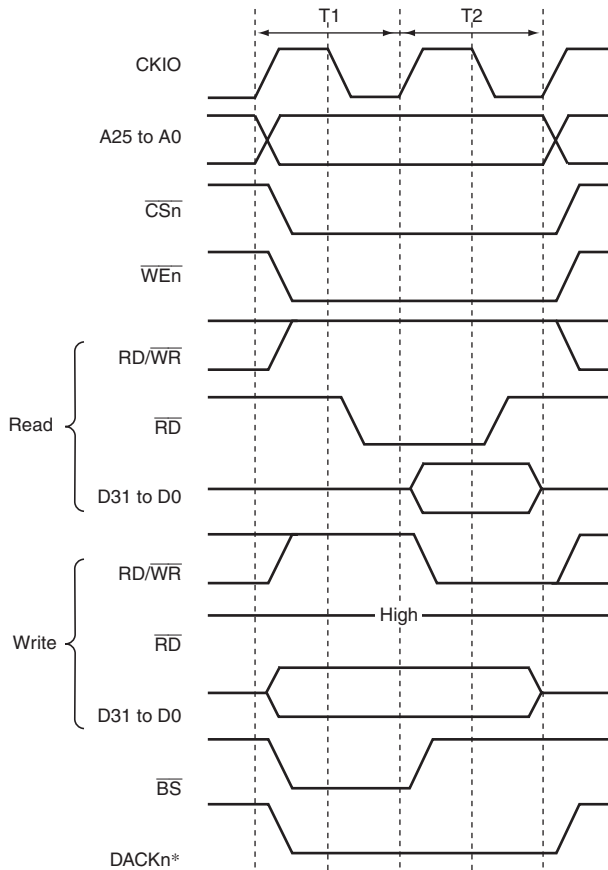 T1 T2
CKIO
A25 to A0
CSn
WEn
RD/WR
Read
RD
D31 to D0
RD/WR
High
Write
RD
D31 to D0
BS
DACKn*